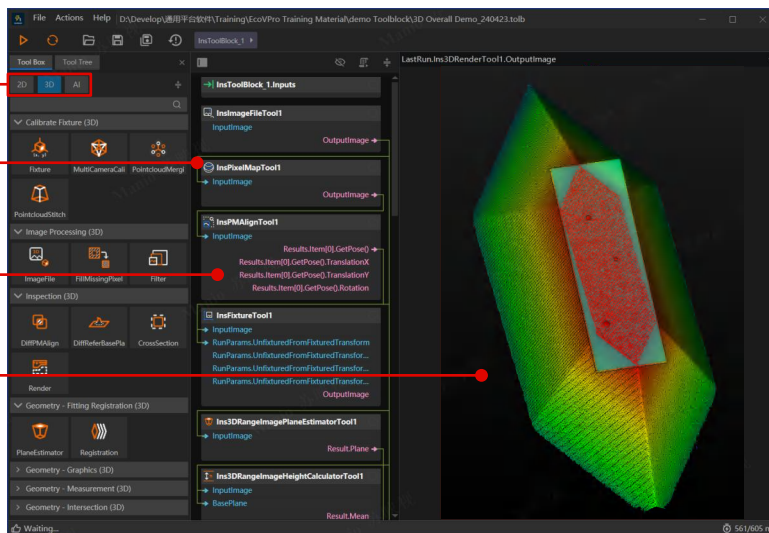 File Actions Help D:\Develop\通用平台软件\Training\EcoVPro Training Material\demo Toolblock\3D Overall Demo_240423.tolb
InsToolBlock_1
Tool Box Tool Tree
2D 3D AI
Calibrate Fixture (3D)
Fixture MultiCameraCali PointcloudMergi
PointcloudStitch
Image Processing (3D)
ImageFile FillMissingPixel Filter
Inspection (3D)
DiffPMAlign DiffReferBasePla CrossSection
Render
Geometry - Fitting Registration (3D)
PlaneEstimator Registration
Geometry - Graphics (3D)
Geometry - Measurement (3D)
Geometry - Intersection (3D)
Waiting...
InsToolBlock_1.Inputs
InsImageFileTool1
InputImage
OutputImage
InsPixelMapTool1
InputImage
OutputImage
InsPMAlignTool1
InputImage
Results.Item[0].GetPose()
Results.Item[0].GetPose().TranslationX
Results.Item[0].GetPose().TranslationY
Results.Item[0].GetPose().Rotation
InsFixtureTool1
InputImage
RunParams.UnfixturedFromFixturedTransform
RunParams.UnfixturedFromFixturedTransfor...
RunParams.UnfixturedFromFixturedTransfor...
RunParams.UnfixturedFromFixturedTransfor...
OutputImage
Ins3DRangeImagePlaneEstimatorTool1
InputImage
Result.Plane
Ins3DRangeImageHeightCalculatorTool1
InputImage
BasePlane
Result.Mean
LastRun.Ins3DRenderTool1.OutputImage
561/605 m